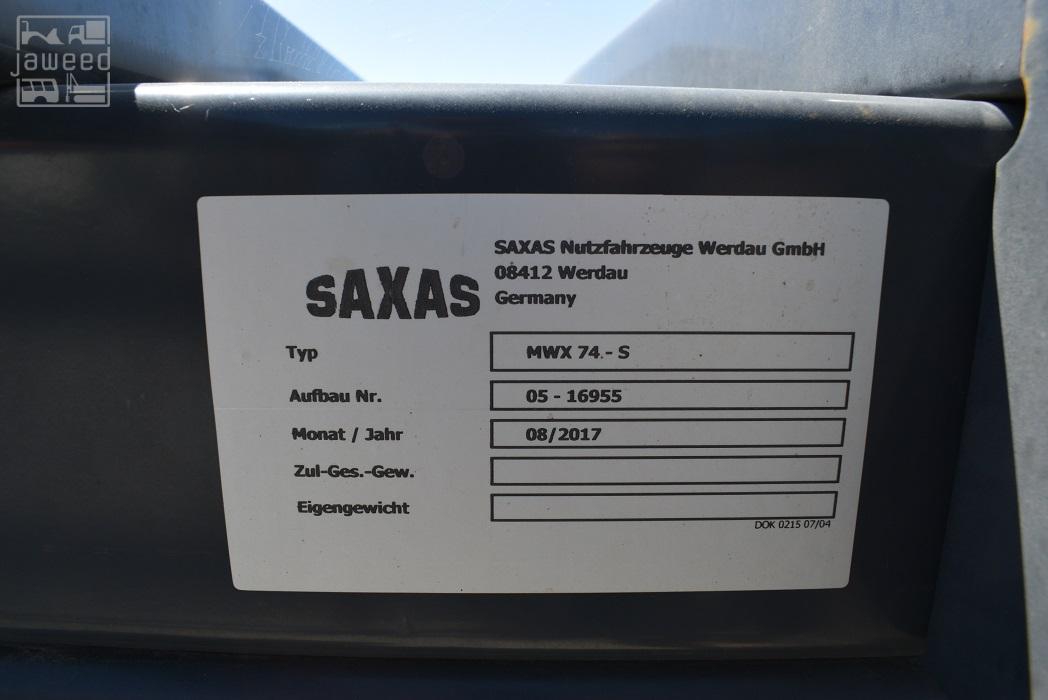 jaweed
SAXAS
SAXAS Nutzfahrzeuge Werdau GmbH
08412 Werdau
Germany
Typ MWX 74.- S
Aufbau Nr. 05 - 16955
Monat / Jahr 08/2017
Zul-Ges.-Gew.
Eigengewicht
DOK 0215 07/04